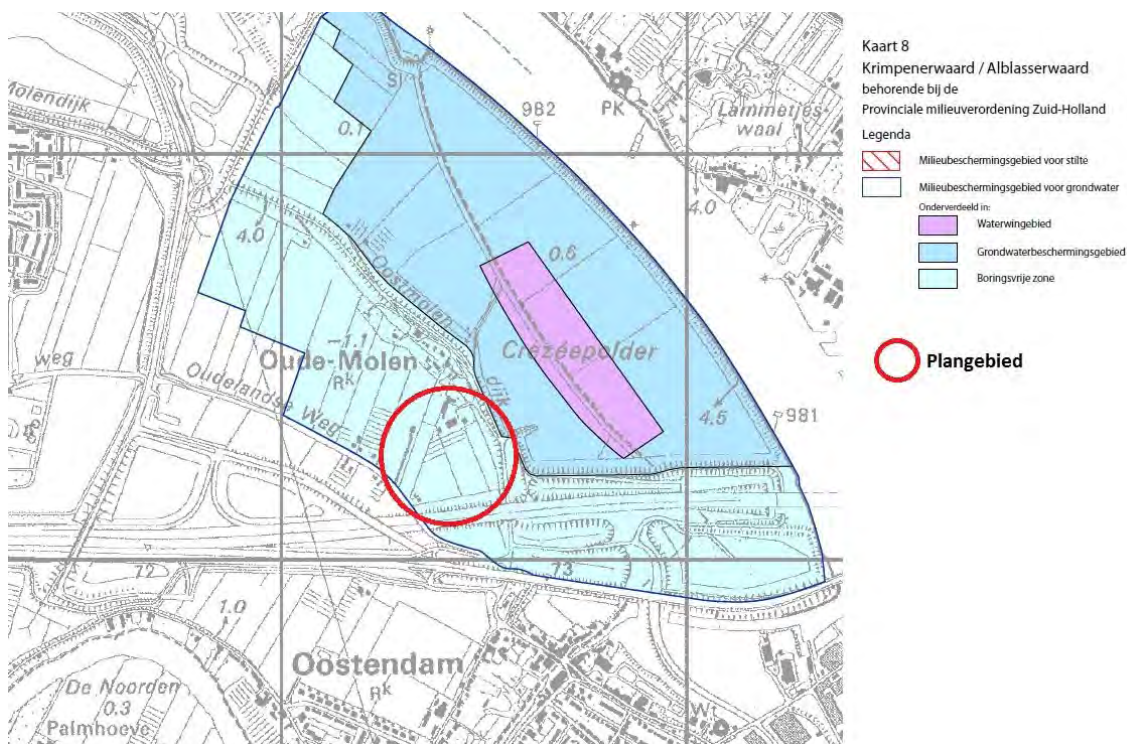 Molendijk
SI
982
PK
Lammetjes
waal
0.1
4.0
4.0
Oostmolen
dijk
0.6
-1.1
Oude-Molen
Rk
weg
Oudelandse Weg
Crezéepolder
4.5
981
72
73
1.0
Oostendam
Rk
De Noorden
0.3
Palmhoeve
W
Kaart 8
Krimpenerwaard / Alblasserwaard
behorende bij de
Provinciale milieuverordening Zuid-Holland
Legenda
Milieubeschermingsgebied voor stilte
Milieubeschermingsgebied voor grondwater
Onderverdeeld in:
Waterwingebied
Grondwaterbeschermingsgebied
Boringsvrije zone
Plangebied